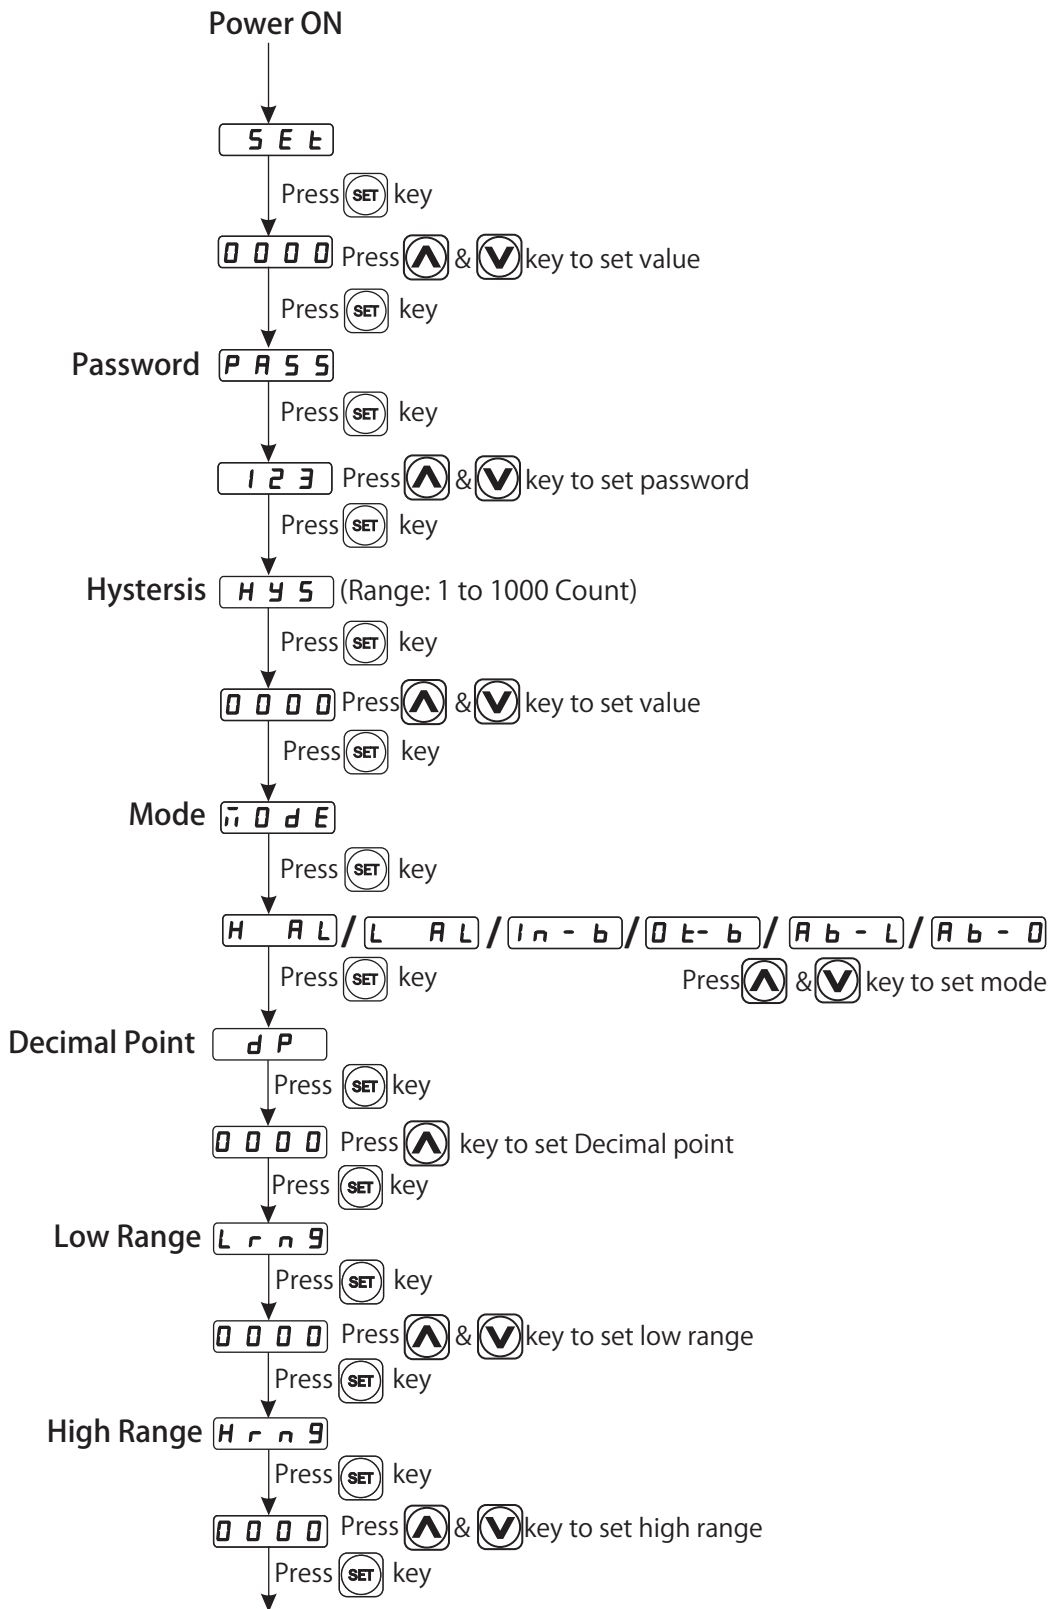 Power ON
SEt
Press SET key
0000 Press & key to set value
Press SET key
Password PASS
Press SET key
123 Press & key to set password
Press SET key
Hystersis HYS (Range: 1 to 1000 Count)
Press SET key
0000 Press & key to set value
Press SET key
Mode n0dE
Press SET key
H AL / L AL / In-b / 0t-b / Ab-L / Ab-0
Press SET key Press & key to set mode
Decimal Point dP
Press SET key
0000 Press key to set Decimal point
Press SET key
Low Range Lrng
Press SET key
0000 Press & key to set low range
Press SET key
High Range Hrng
Press SET key
0000 Press & key to set high range
Press SET key